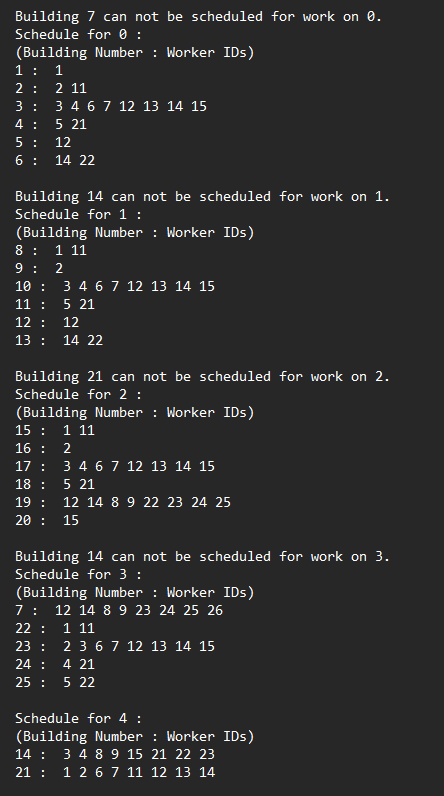 Building 7 can not be scheduled for work on 0.
Schedule for 0 :
(Building Number : Worker IDs)
1 :  1
2 :  2 11
3 :  3 4 6 7 12 13 14 15
4 :  5 21
5 :  12
6 :  14 22

Building 14 can not be scheduled for work on 1.
Schedule for 1 :
(Building Number : Worker IDs)
8 :  1 11
9 :  2
10 :  3 4 6 7 12 13 14 15
11 :  5 21
12 :  12
13 :  14 22

Building 21 can not be scheduled for work on 2.
Schedule for 2 :
(Building Number : Worker IDs)
15 :  1 11
16 :  2
17 :  3 4 6 7 12 13 14 15
18 :  5 21
19 :  12 14 8 9 22 23 24 25
20 :  15

Building 14 can not be scheduled for work on 3.
Schedule for 3 :
(Building Number : Worker IDs)
7 :  12 14 8 9 23 24 25 26
22 :  1 11
23 :  2 3 6 7 12 13 14 15
24 :  4 21
25 :  5 22

Schedule for 4 :
(Building Number : Worker IDs)
14 :  3 4 8 9 15 21 22 23
21 :  1 2 6 7 11 12 13 14